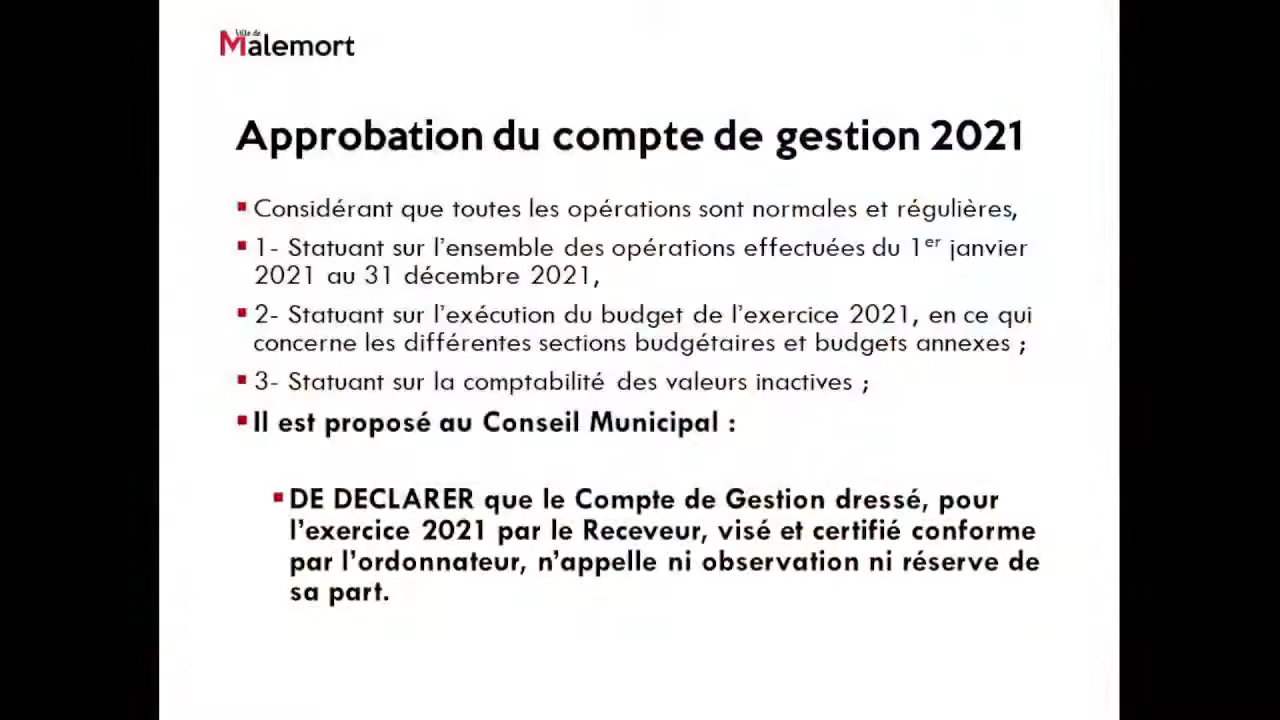 Ville de
Malemort
Approbation du compte de gestion 2021
▪ Considérant que toutes les opérations sont normales et régulières,
▪ 1- Statuant sur l'ensemble des opérations effectuées du 1er janvier
2021 au 31 décembre 2021,
▪ 2- Statuant sur l'exécution du budget de l'exercice 2021, en ce qui
concerne les différentes sections budgétaires et budgets annexes ;
▪ 3- Statuant sur la comptabilité des valeurs inactives ;
▪ Il est proposé au Conseil Municipal :
▪ DE DECLARER que le Compte de Gestion dressé, pour
l'exercice 2021 par le Receveur, visé et certifié conforme
par l'ordonnateur, n'appelle ni observation ni réserve de
sa part.